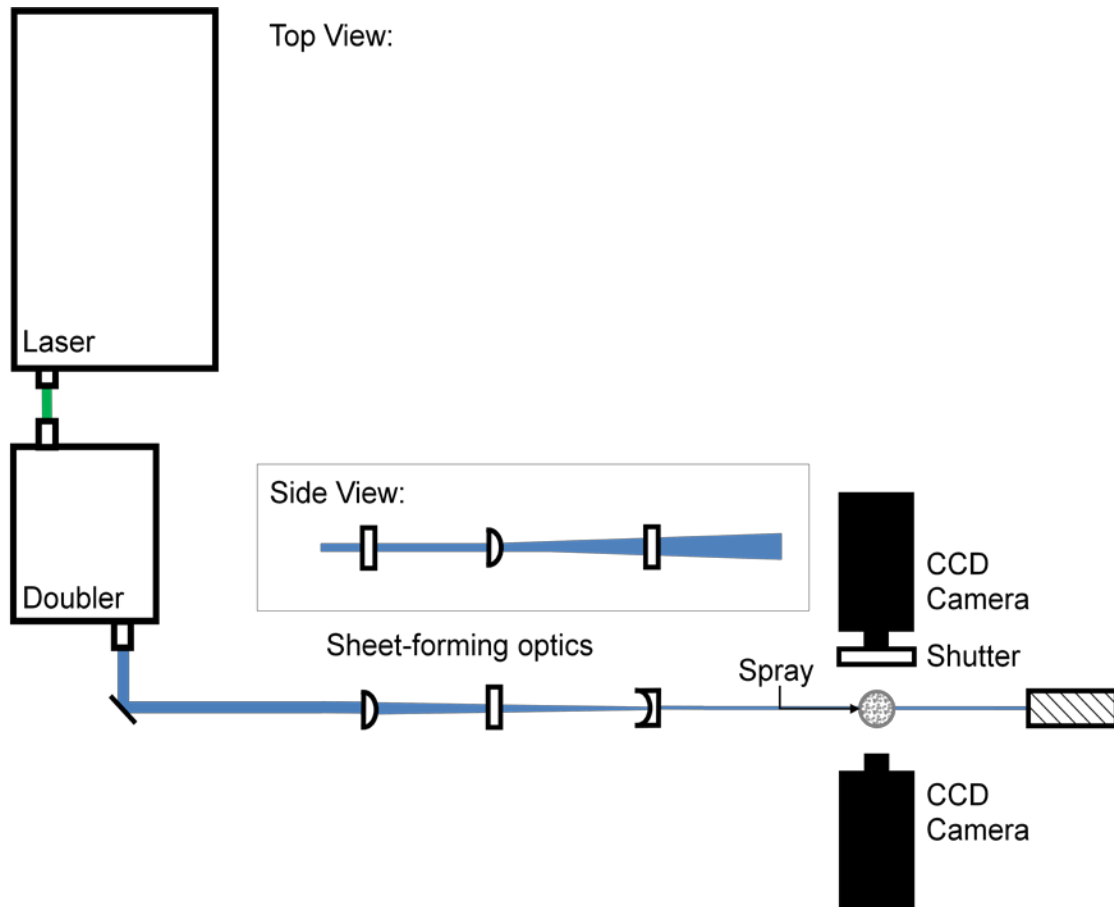 Top View:
Laser
Side View:
Doubler
Sheet-forming optics
CCD
Camera
Shutter
Spray
CCD
Camera